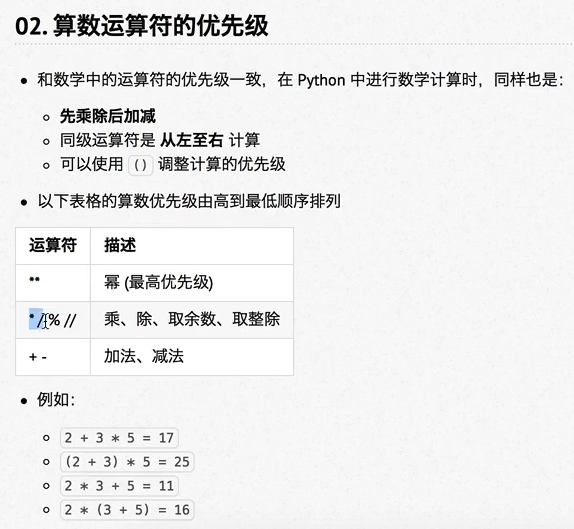 02. 算数运算符的优先级
和数学中的运算符的优先级一致，在 Python 中进行数学计算时，同样也是：
先乘除后加减
同级运算符是 从左至右 计算
可以使用 () 调整计算的优先级
以下表格的算数优先级由高到最低顺序排列
运算符 描述
** 幂 (最高优先级)
* / % // 乘、除、取余数、取整除
+ - 加法、减法
例如：
2 + 3 * 5 = 17
(2 + 3) * 5 = 25
2 * 3 + 5 = 11
2 * (3 + 5) = 16